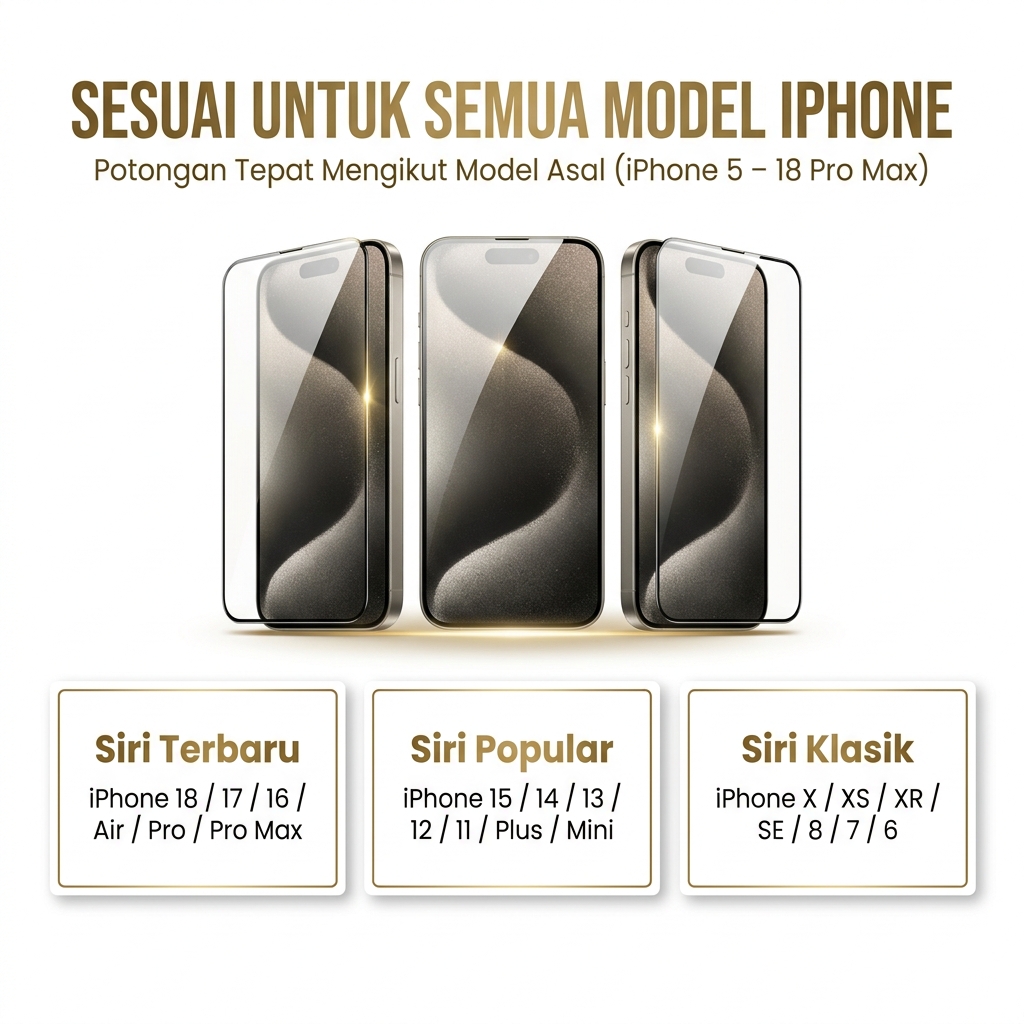 SESUAI UNTUK SEMUA MODEL IPHONE
Potongan Tepat Mengikut Model Asal (iPhone 5 – 18 Pro Max)
Siri Terbaru
iPhone 18 / 17 / 16 /
Air / Pro / Pro Max
Siri Popular
iPhone 15 / 14 / 13 /
12 / 11 / Plus / Mini
Siri Klasik
iPhone X / XS / XR /
SE / 8 / 7 / 6